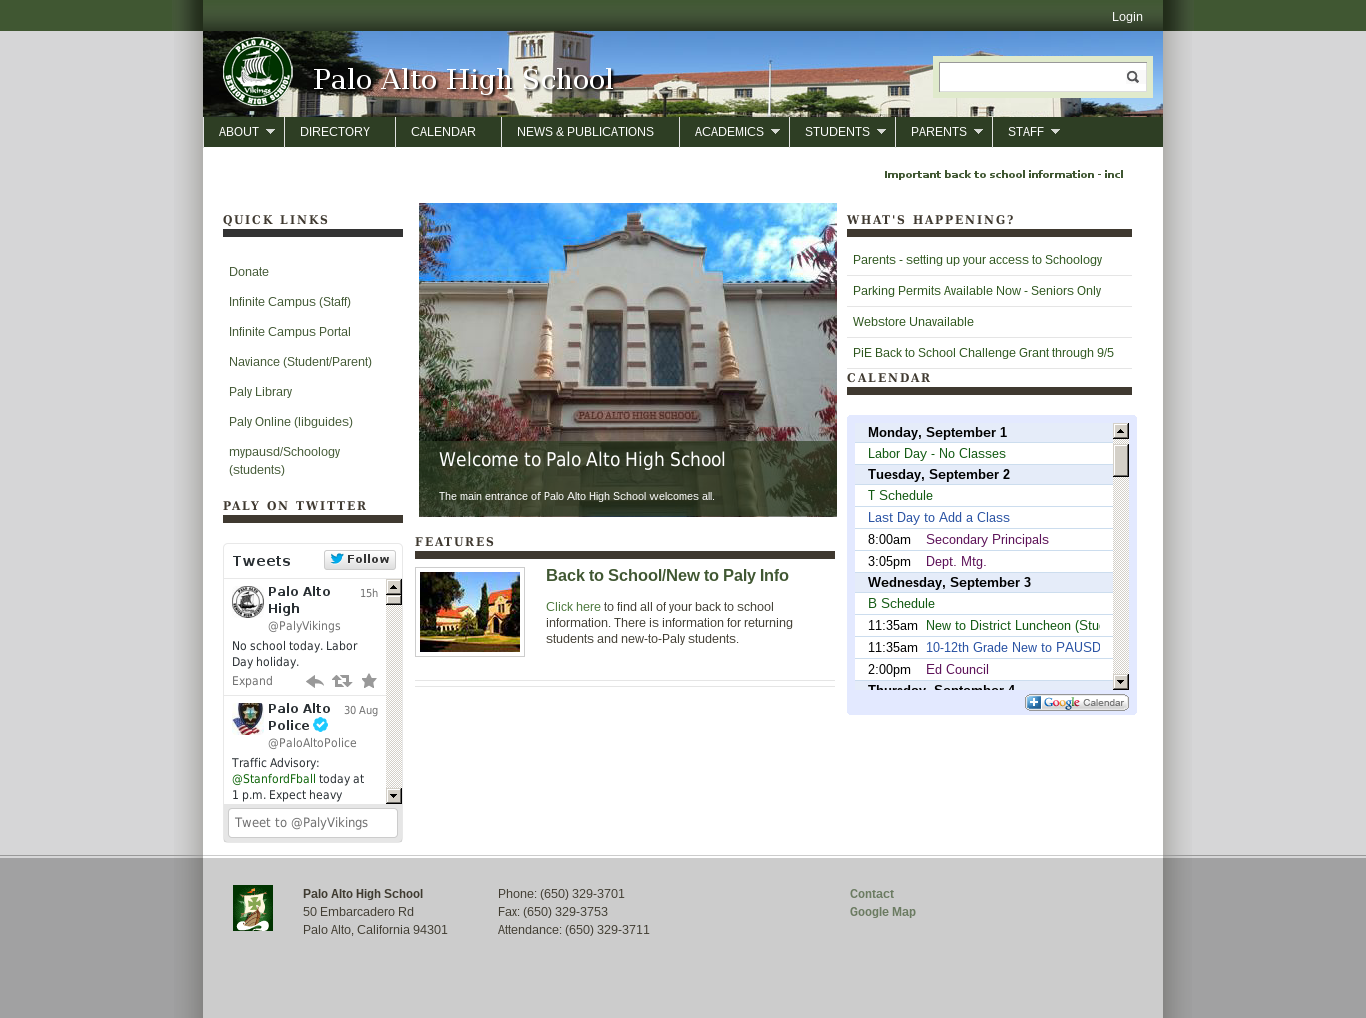 Login
PALO ALTO
Vikings
SENIOR HIGH SCHOOL
Palo Alto High School
ABOUT
DIRECTORY
CALENDAR
NEWS & PUBLICATIONS
ACADEMICS
STUDENTS
PARENTS
STAFF
Important back to school information - incl
QUICK LINKS
Donate
Infinite Campus (Staff)
Infinite Campus Portal
Naviance (Student/Parent)
Paly Library
Paly Online (libguides)
mypausd/Schoology
(students)
PALY ON TWITTER
Tweets
Follow
Palo Alto
High
15h
@PalyVikings
No school today. Labor
Day holiday.
Expand
Palo Alto
Police
30 Aug
@PaloAltoPolice
Traffic Advisory:
@StanfordFball today at
1 p.m. Expect heavy
Tweet to @PalyVikings
PALO ALTO HIGH SCHOOL
Welcome to Palo Alto High School
The main entrance of Palo Alto High School welcomes all.
FEATURES
Back to School/New to Paly Info
Click here to find all of your back to school
information. There is information for returning
students and new-to-Paly students.
WHAT'S HAPPENING?
Parents - setting up your access to Schoology
Parking Permits Available Now - Seniors Only
Webstore Unavailable
PiE Back to School Challenge Grant through 9/5
CALENDAR
Monday, September 1
Labor Day - No Classes
Tuesday, September 2
T Schedule
Last Day to Add a Class
8:00am Secondary Principals
3:05pm Dept. Mtg.
Wednesday, September 3
B Schedule
11:35am New to District Luncheon (Stu
11:35am 10-12th Grade New to PAUSD
2:00pm Ed Council
Thursday, September 4
Google Calendar
Palo Alto High School
50 Embarcadero Rd
Palo Alto, California 94301
Phone: (650) 329-3701
Fax: (650) 329-3753
Attendance: (650) 329-3711
Contact
Google Map